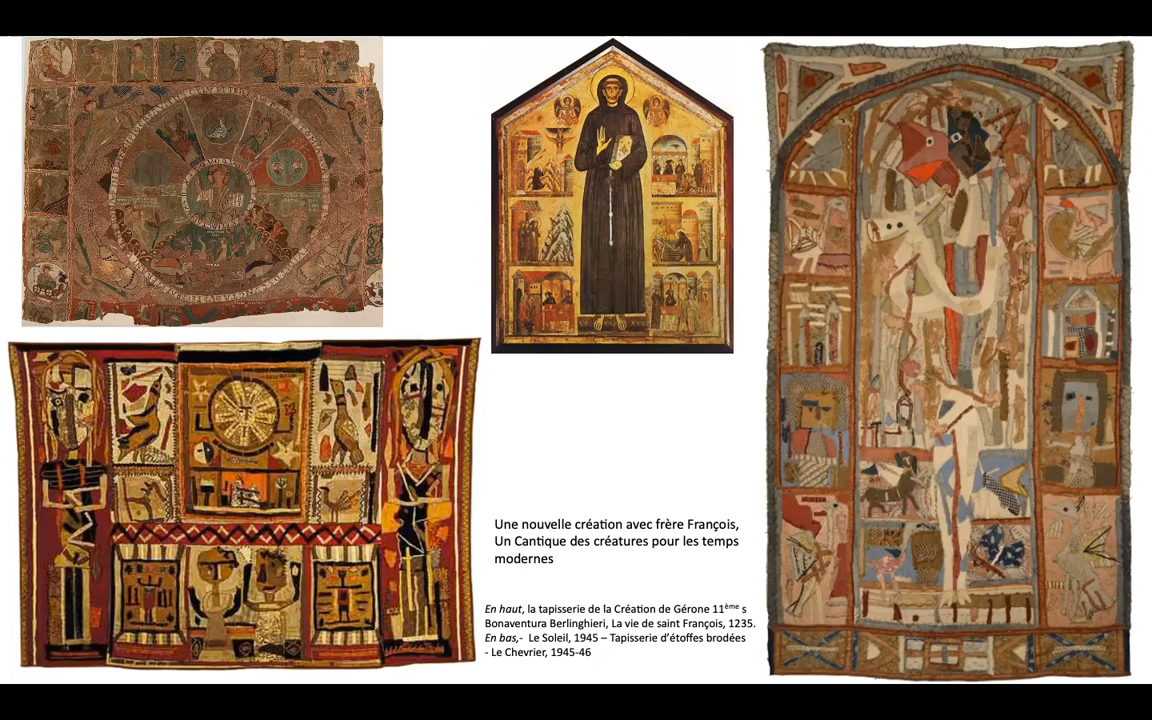 Une nouvelle création avec frère François,
Un Cantique des créatures pour les temps
modernes
En haut, la tapisserie de la Création de Gérone 11ème s
Bonaventura Berlinghieri, La vie de saint François, 1235.
En bas,- Le Soleil, 1945 – Tapisserie d'étoffes brodées
- Le Chevrier, 1945-46